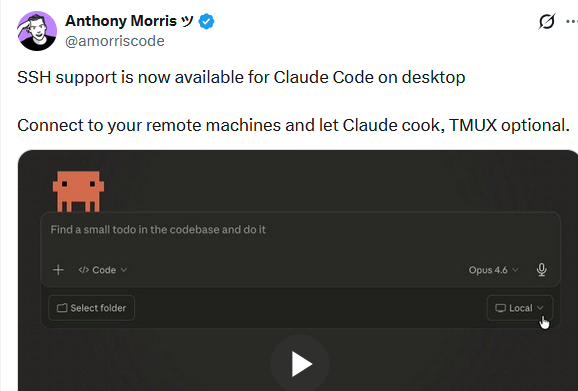 Anthony Morris ツ
@amorriscode
SSH support is now available for Claude Code on desktop
Connect to your remote machines and let Claude cook, TMUX optional.
Find a small todo in the codebase and do it
</> Code
Opus 4.6
Select folder
Local